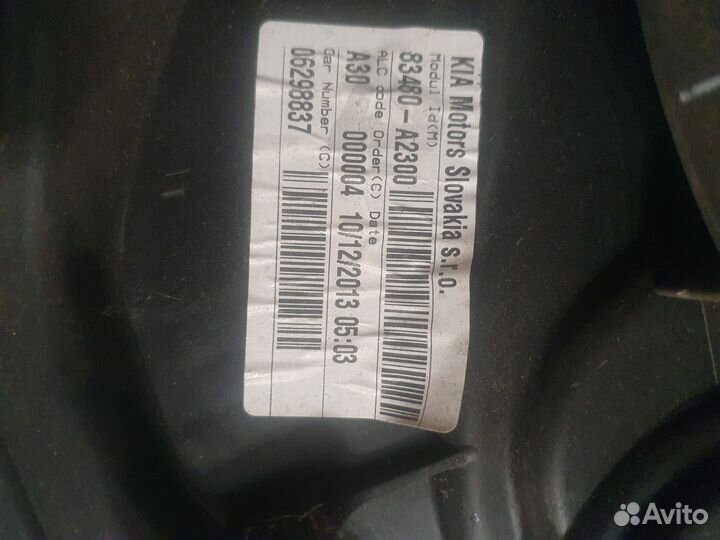 KIA Motors Slovakia s.r.o.
Modul Id(M)
83480-A2300
ALC code Order(C) Date
A30 000004 10/12/2013 05:03
Car Number (C)
06298837
Avito